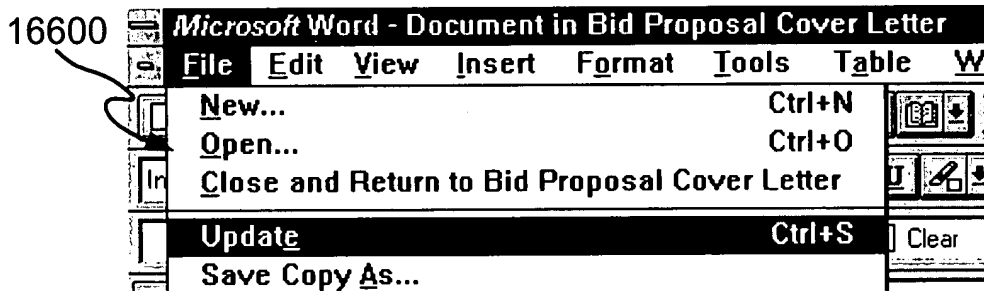 16600
Microsoft Word - Document in Bid Proposal Cover Letter
File Edit View Insert Format Tools Table W
New... Ctrl+N
Open... Ctrl+O
In
Close and Return to Bid Proposal Cover Letter U
Update Ctrl+S Clear
Save Copy As...